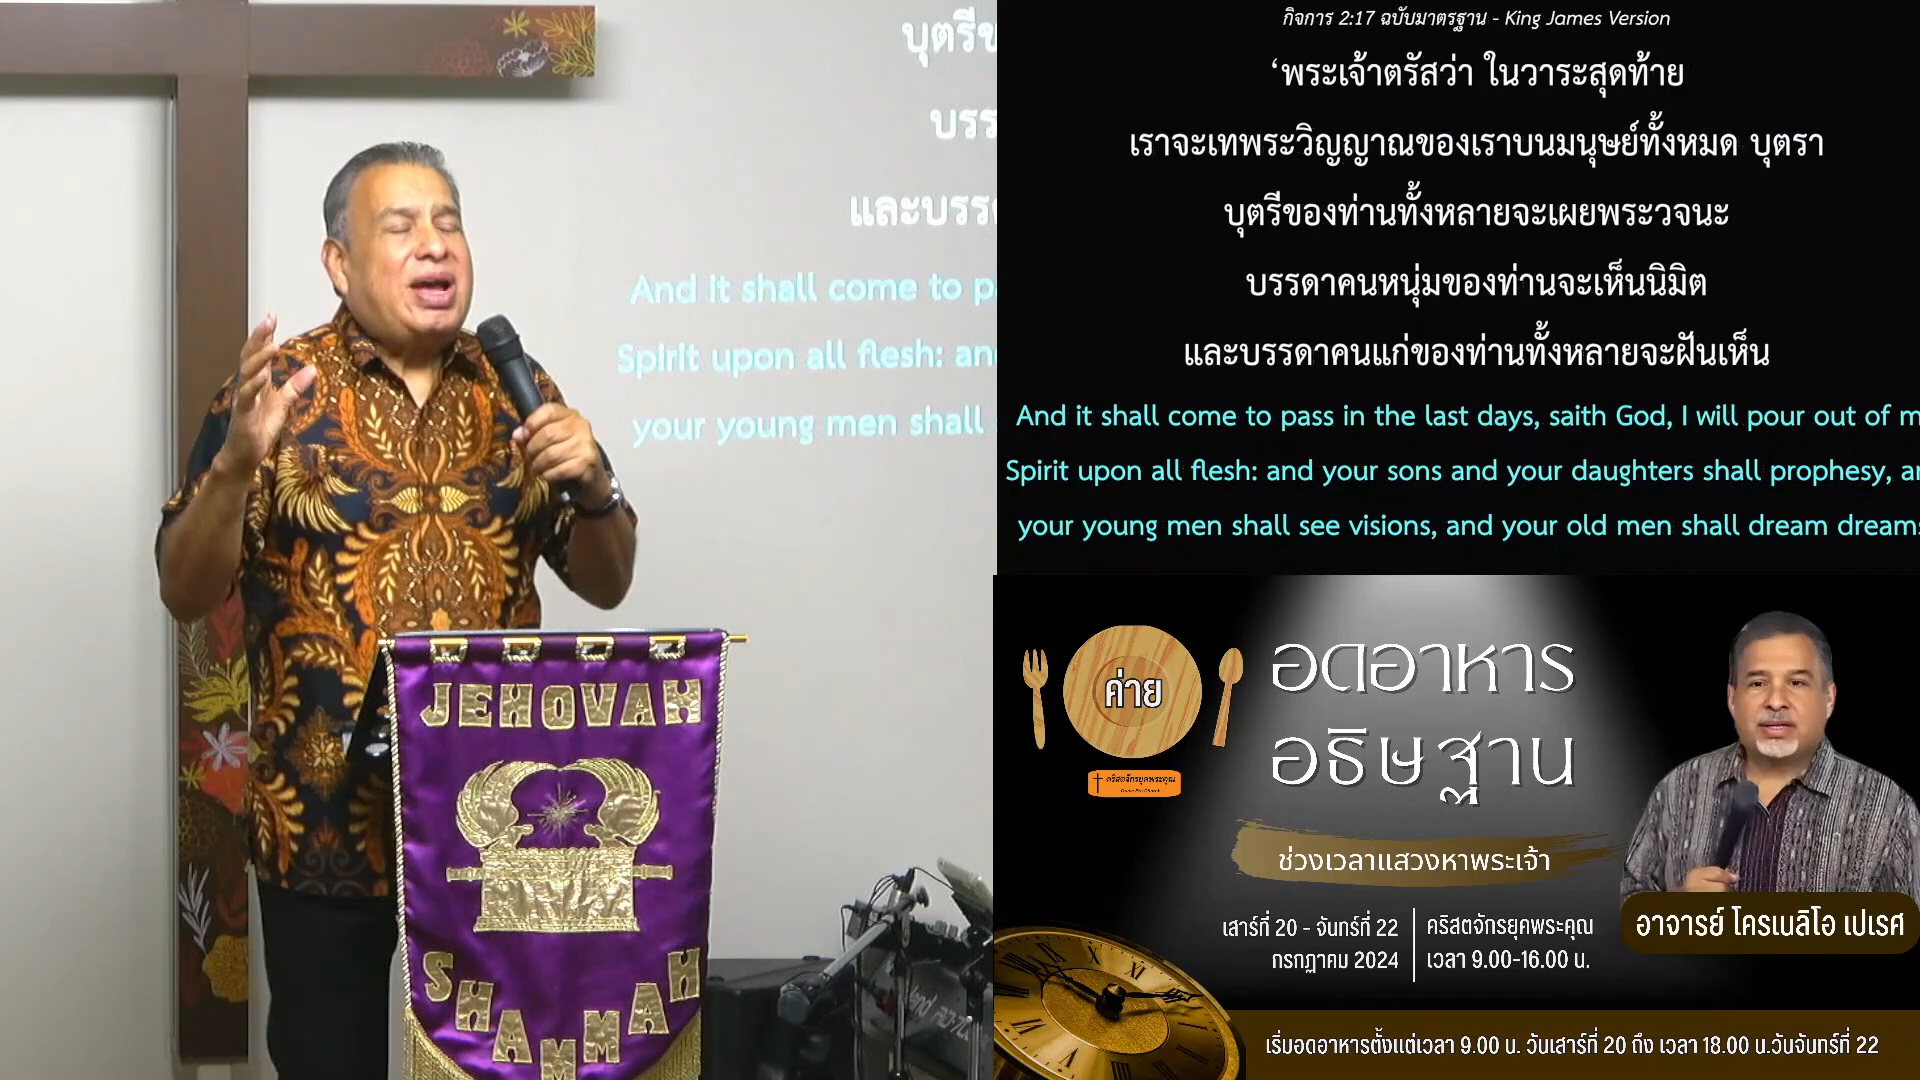 บุตรี
บรร
และบรร
And it shall come to p
Spirit upon all flesh: an
your young men shall
JEHOVAH
SHAMMAH
กิจการ 2:17 ฉบับมาตรฐาน - King James Version
‘พระเจ้าตรัสว่า ในวาระสุดท้าย
เราจะเทพระวิญญาณของเราบนมนุษย์ทั้งหมด บุตรา
บุตรีของท่านทั้งหลายจะเผยพระวจนะ
บรรดาคนหนุ่มของท่านจะเห็นนิมิต
และบรรดาคนแก่ของท่านทั้งหลายจะฝันเห็น
And it shall come to pass in the last days, saith God, I will pour out of m
Spirit upon all flesh: and your sons and your daughters shall prophesy, a
your young men shall see visions, and your old men shall dream dreams
ค่าย
คริสตจักรยุคพระคุณ
อดอาหาร
อธิษฐาน
ช่วงเวลาแสวงหาพระเจ้า
เสาร์ที่ 20 - จันทร์ที่ 22
กรกฎาคม 2024
คริสตจักรยุคพระคุณ
เวลา 9.00-16.00 น.
อาจารย์ โครเนลิโอ เปเรศ
เริ่มอดอาหารตั้งแต่เวลา 9.00 น. วันเสาร์ที่ 20 ถึง เวลา 18.00 น.วันจันทร์ที่ 22